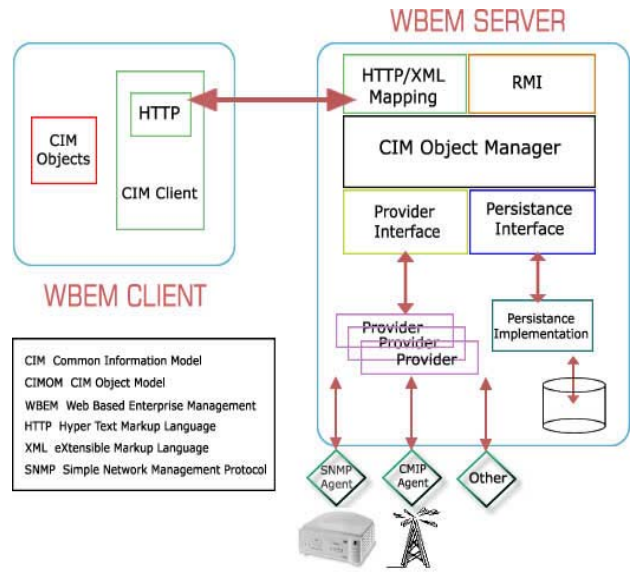 WBEM SERVER
HTTP/XML
Mapping
RMI
HTTP
CIM
Objects
CIM Client
CIM Object Manager
Provider
Interface
Persistance
Interface
WBEM CLIENT
Provider
Provider
Provider
Persistance
Implementation
CIM Common Information Model
CIMOM CIM Object Model
WBEM Web Based Enterprise Management
HTTP Hyper Text Markup Language
XML eXtensible Markup Language
SNMP Simple Network Management Protocol
SNMP
Agent
CMIP
Agent
Other